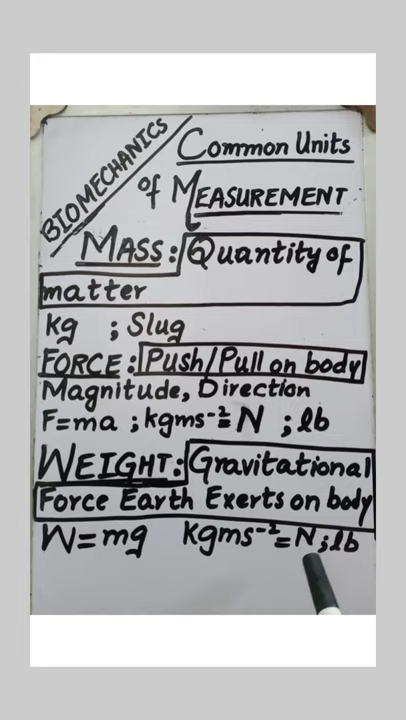 BIOMECHANICS
Common Units
of MEASUREMENT
MASS: Quantity of
matter
kg ; Slug
FORCE: Push/Pull on body
Magnitude, Direction
F=ma ; kgms⁻²=N ; lb
WEIGHT: Gravitational
Force Earth Exerts on body
W=mg Kgms⁻²=N;lb